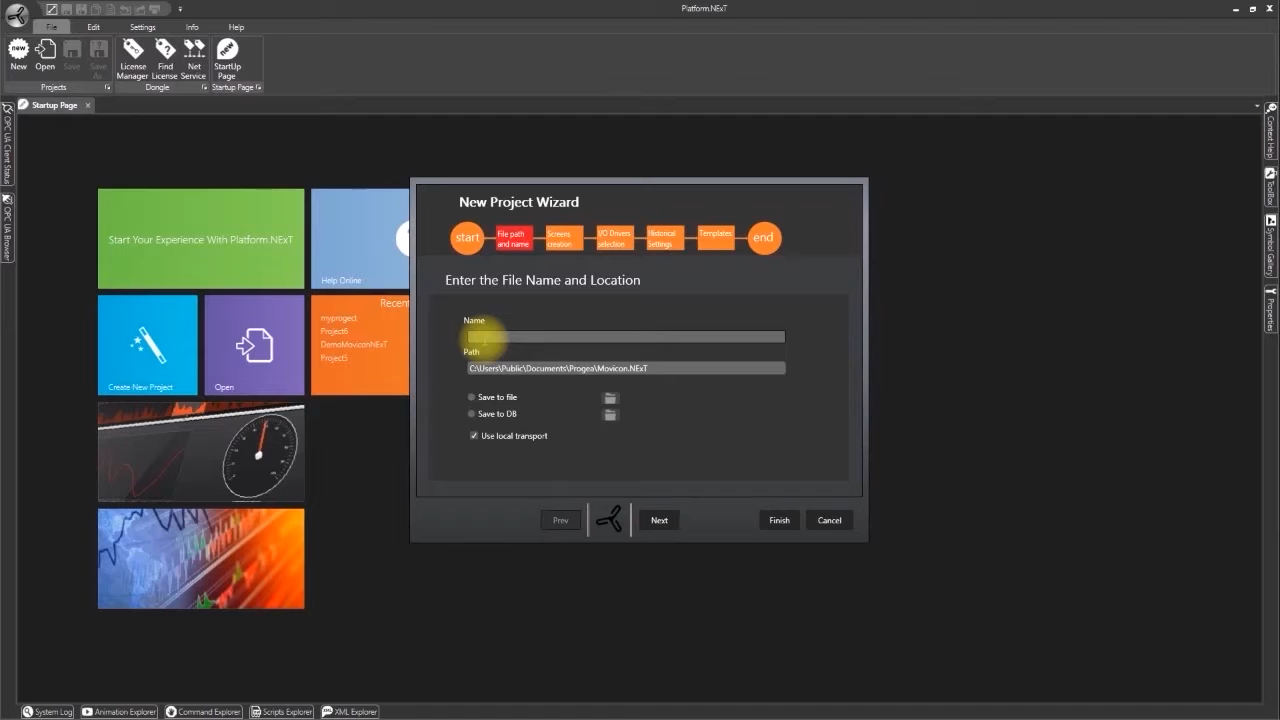 Platform.NExT
File Edit Settings Info Help
new
New Open Save Save As
License Manager Find License Net Service
new
StartUp Page
Projects Dongle Startup Page
Startup Page
OPC UA Client Status
OPC UA Browser
Context Help
ToolBox
Symbol Gallery
Properties
Start Your Experience With Platform.NExT
Help Online
Create New Project
Open
Recen
myprogect
Project6
DemoMoviconNExT
Project5
New Project Wizard
start
File path and name
Screens creation
I/O Drivers selection
Historical Settings
Templates
end
Enter the File Name and Location
Name
Path
C:\Users\Public\Documents\Progea\Movicon.NExT
Save to file
Save to DB
Use local transport
Prev Next Finish Cancel
System Log Animation Explorer Command Explorer Scripts Explorer XML Explorer